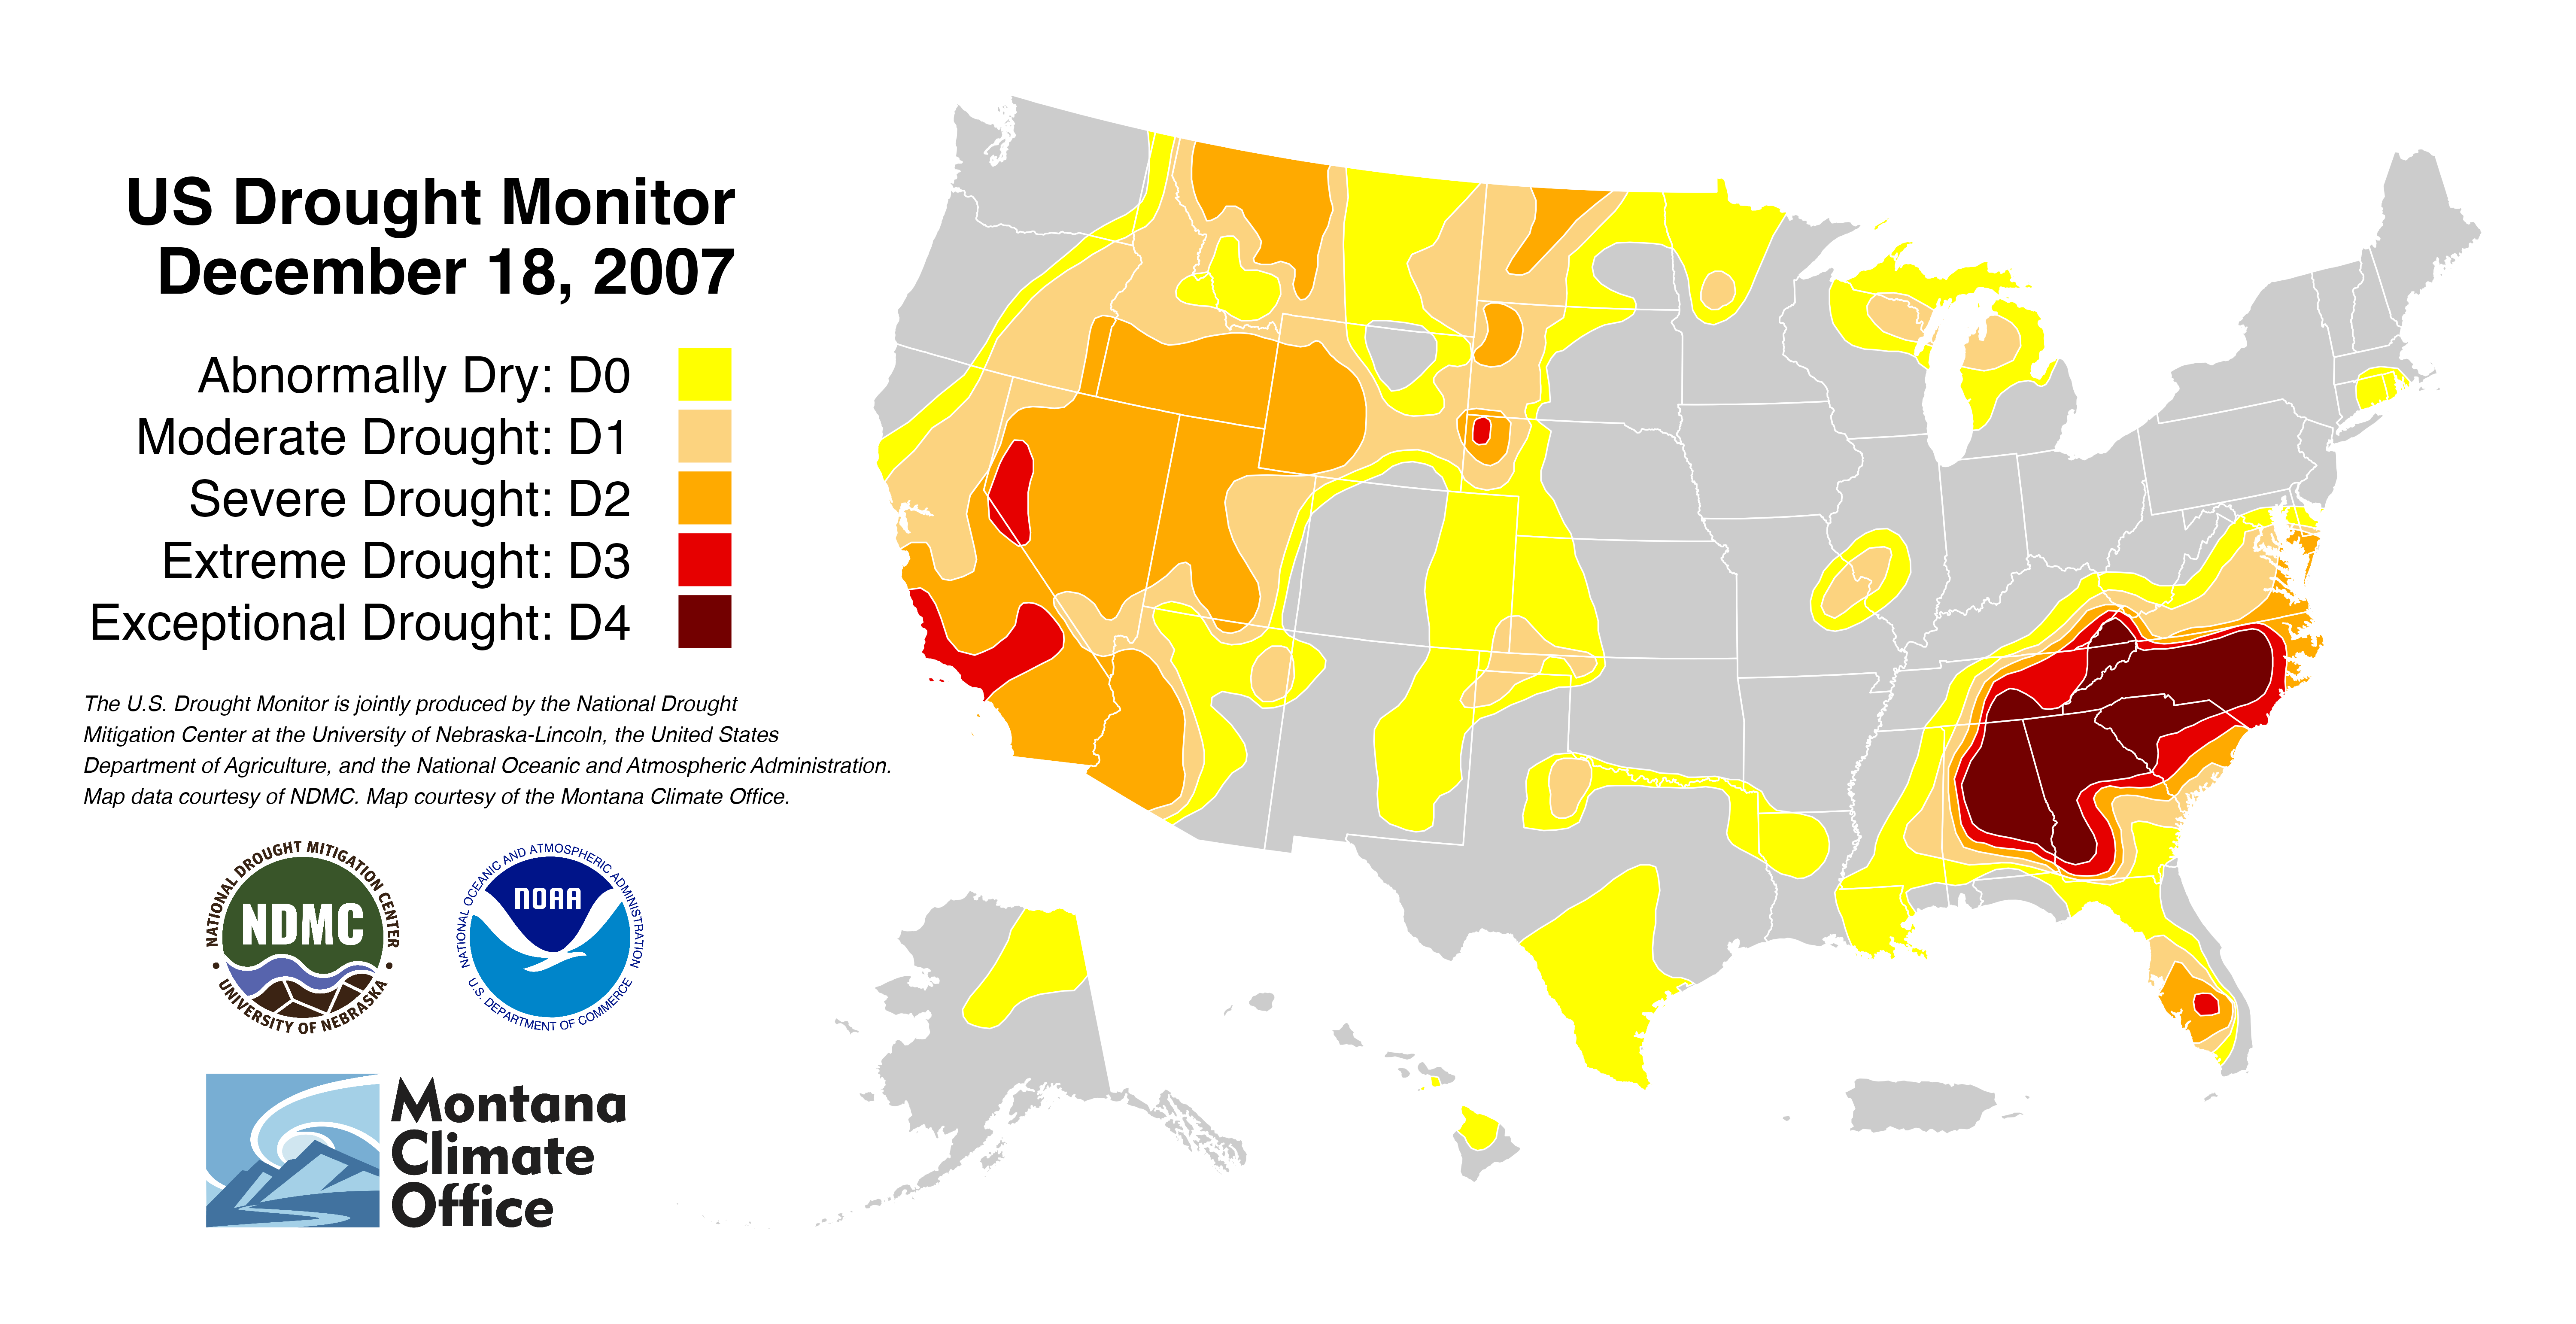 US Drought Monitor
December 18, 2007
Abnormally Dry: D0
Moderate Drought: D1
Severe Drought: D2
Extreme Drought: D3
Exceptional Drought: D4
The U.S. Drought Monitor is jointly produced by the National Drought
Mitigation Center at the University of Nebraska-Lincoln, the United States
Department of Agriculture, and the National Oceanic and Atmospheric Administration.
Map data courtesy of NDMC. Map courtesy of the Montana Climate Office.
NATIONAL DROUGHT MITIGATION CENTER
NDMC
UNIVERSITY OF NEBRASKA
NATIONAL OCEANIC AND ATMOSPHERIC ADMINISTRATION
NOAA
U.S. DEPARTMENT OF COMMERCE
Montana
Climate
Office